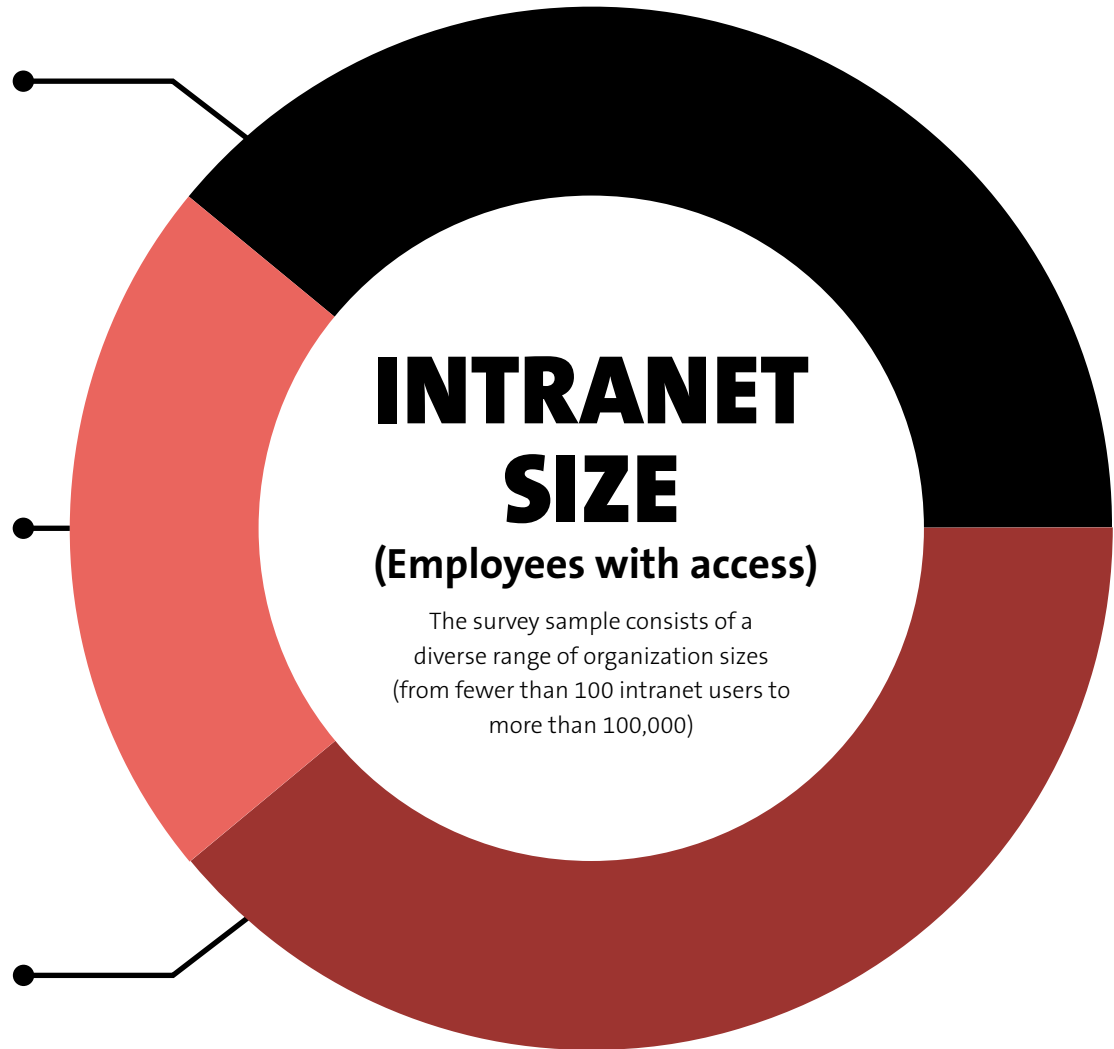 INTRANET
SIZE
(Employees with access)
The survey sample consists of a
diverse range of organization sizes
(from fewer than 100 intranet users to
more than 100,000)